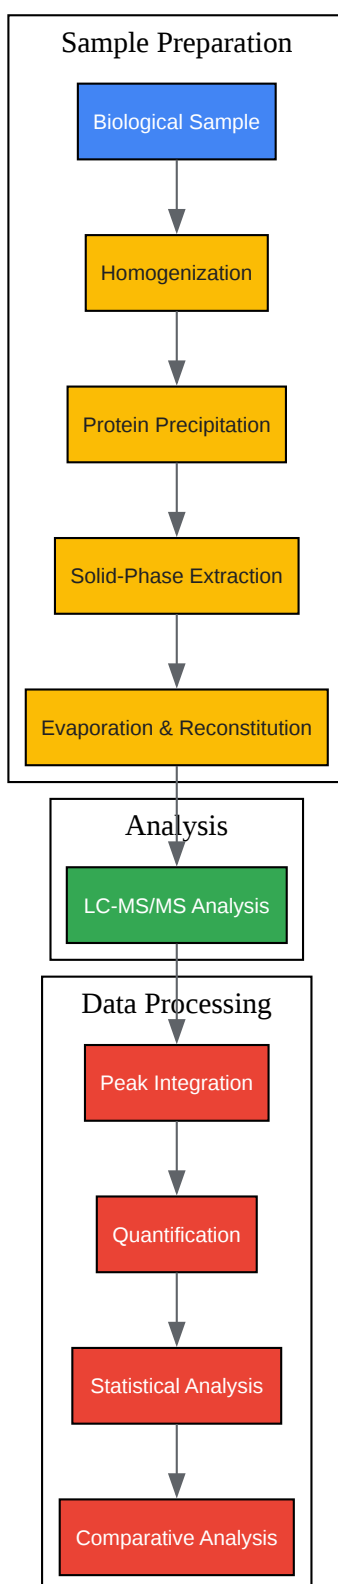 Sample Preparation
Biological Sample
Homogenization
Protein Precipitation
Solid-Phase Extraction
Evaporation & Reconstitution
Analysis
LC-MS/MS Analysis
Data Processing
Peak Integration
Quantification
Statistical Analysis
Comparative Analysis